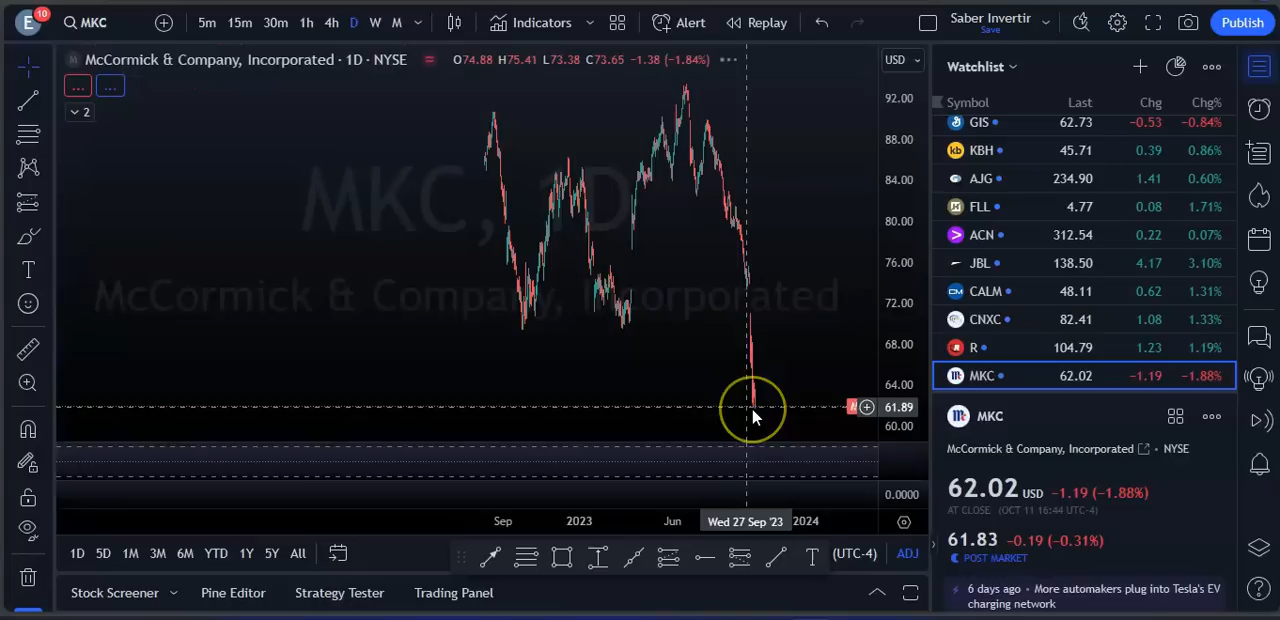 E 10 MKC 5m 15m 30m 1h 4h D W M Indicators Alert Replay Saber Invertir Save Publish
McCormick & Company, Incorporated · 1D · NYSE O74.88 H75.41 L73.38 C73.65 −1.38 (−1.84%) USD
... ...
2
MKC, 1D
McCormick & Company, Incorporated
92.00
88.00
84.00
80.00
76.00
72.00
68.00
64.00
61.89
60.00
0.0000
Sep 2023 Jun Wed 27 Sep '23 2024
1D 5D 1M 3M 6M YTD 1Y 5Y All T (UTC-4) ADJ
Stock Screener Pine Editor Strategy Tester Trading Panel
Watchlist
Symbol Last Chg Chg%
GIS 62.73 −0.53 −0.84%
kb KBH 45.71 0.39 0.86%
AJG 234.90 1.41 0.60%
FLL 4.77 0.08 1.71%
ACN 312.54 0.22 0.07%
JBL 138.50 4.17 3.10%
CM CALM 48.11 0.62 1.31%
CNXC 82.41 1.08 1.33%
R R 104.79 1.23 1.19%
MKC 62.02 −1.19 −1.88%
MKC
McCormick & Company, Incorporated · NYSE
62.02 USD −1.19 (−1.88%)
AT CLOSE (OCT 11 16:44 UTC-4)
61.83 −0.19 (−0.31%)
POST MARKET
6 days ago · More automakers plug into Tesla's EV
charging network